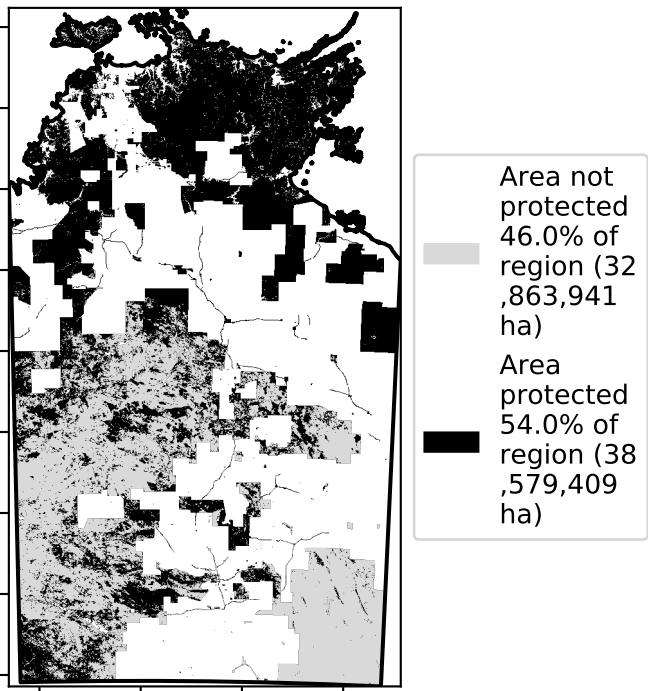 Area not
protected
46.0% of
region (32
,863,941
ha)
Area
protected
54.0% of
region (38
,579,409
ha)